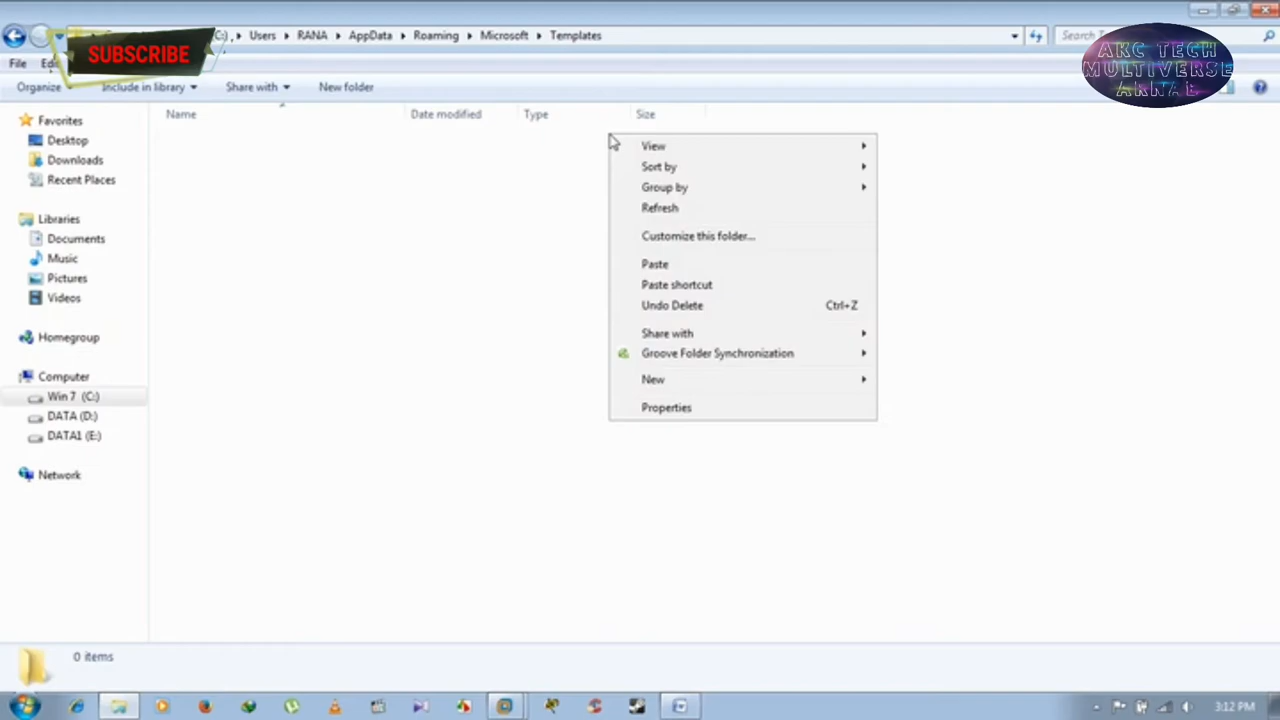 Users
RANA
AppData
Roaming
Microsoft
Templates
Search
SUBSCRIBE
AKC TECH
MULTIVERSE
File
Organize
Include in library
Share with
New folder
Name
Date modified
Type
Size
Favorites
Desktop
Downloads
Recent Places
Libraries
Documents
Music
Pictures
Videos
Homegroup
Computer
Win 7 (C:)
DATA (D:)
DATA1 (E:)
Network
View
Sort by
Group by
Refresh
Customize this folder...
Paste
Paste shortcut
Undo Delete Ctrl+Z
Share with
Groove Folder Synchronization
New
Properties
0 items
3:12 PM